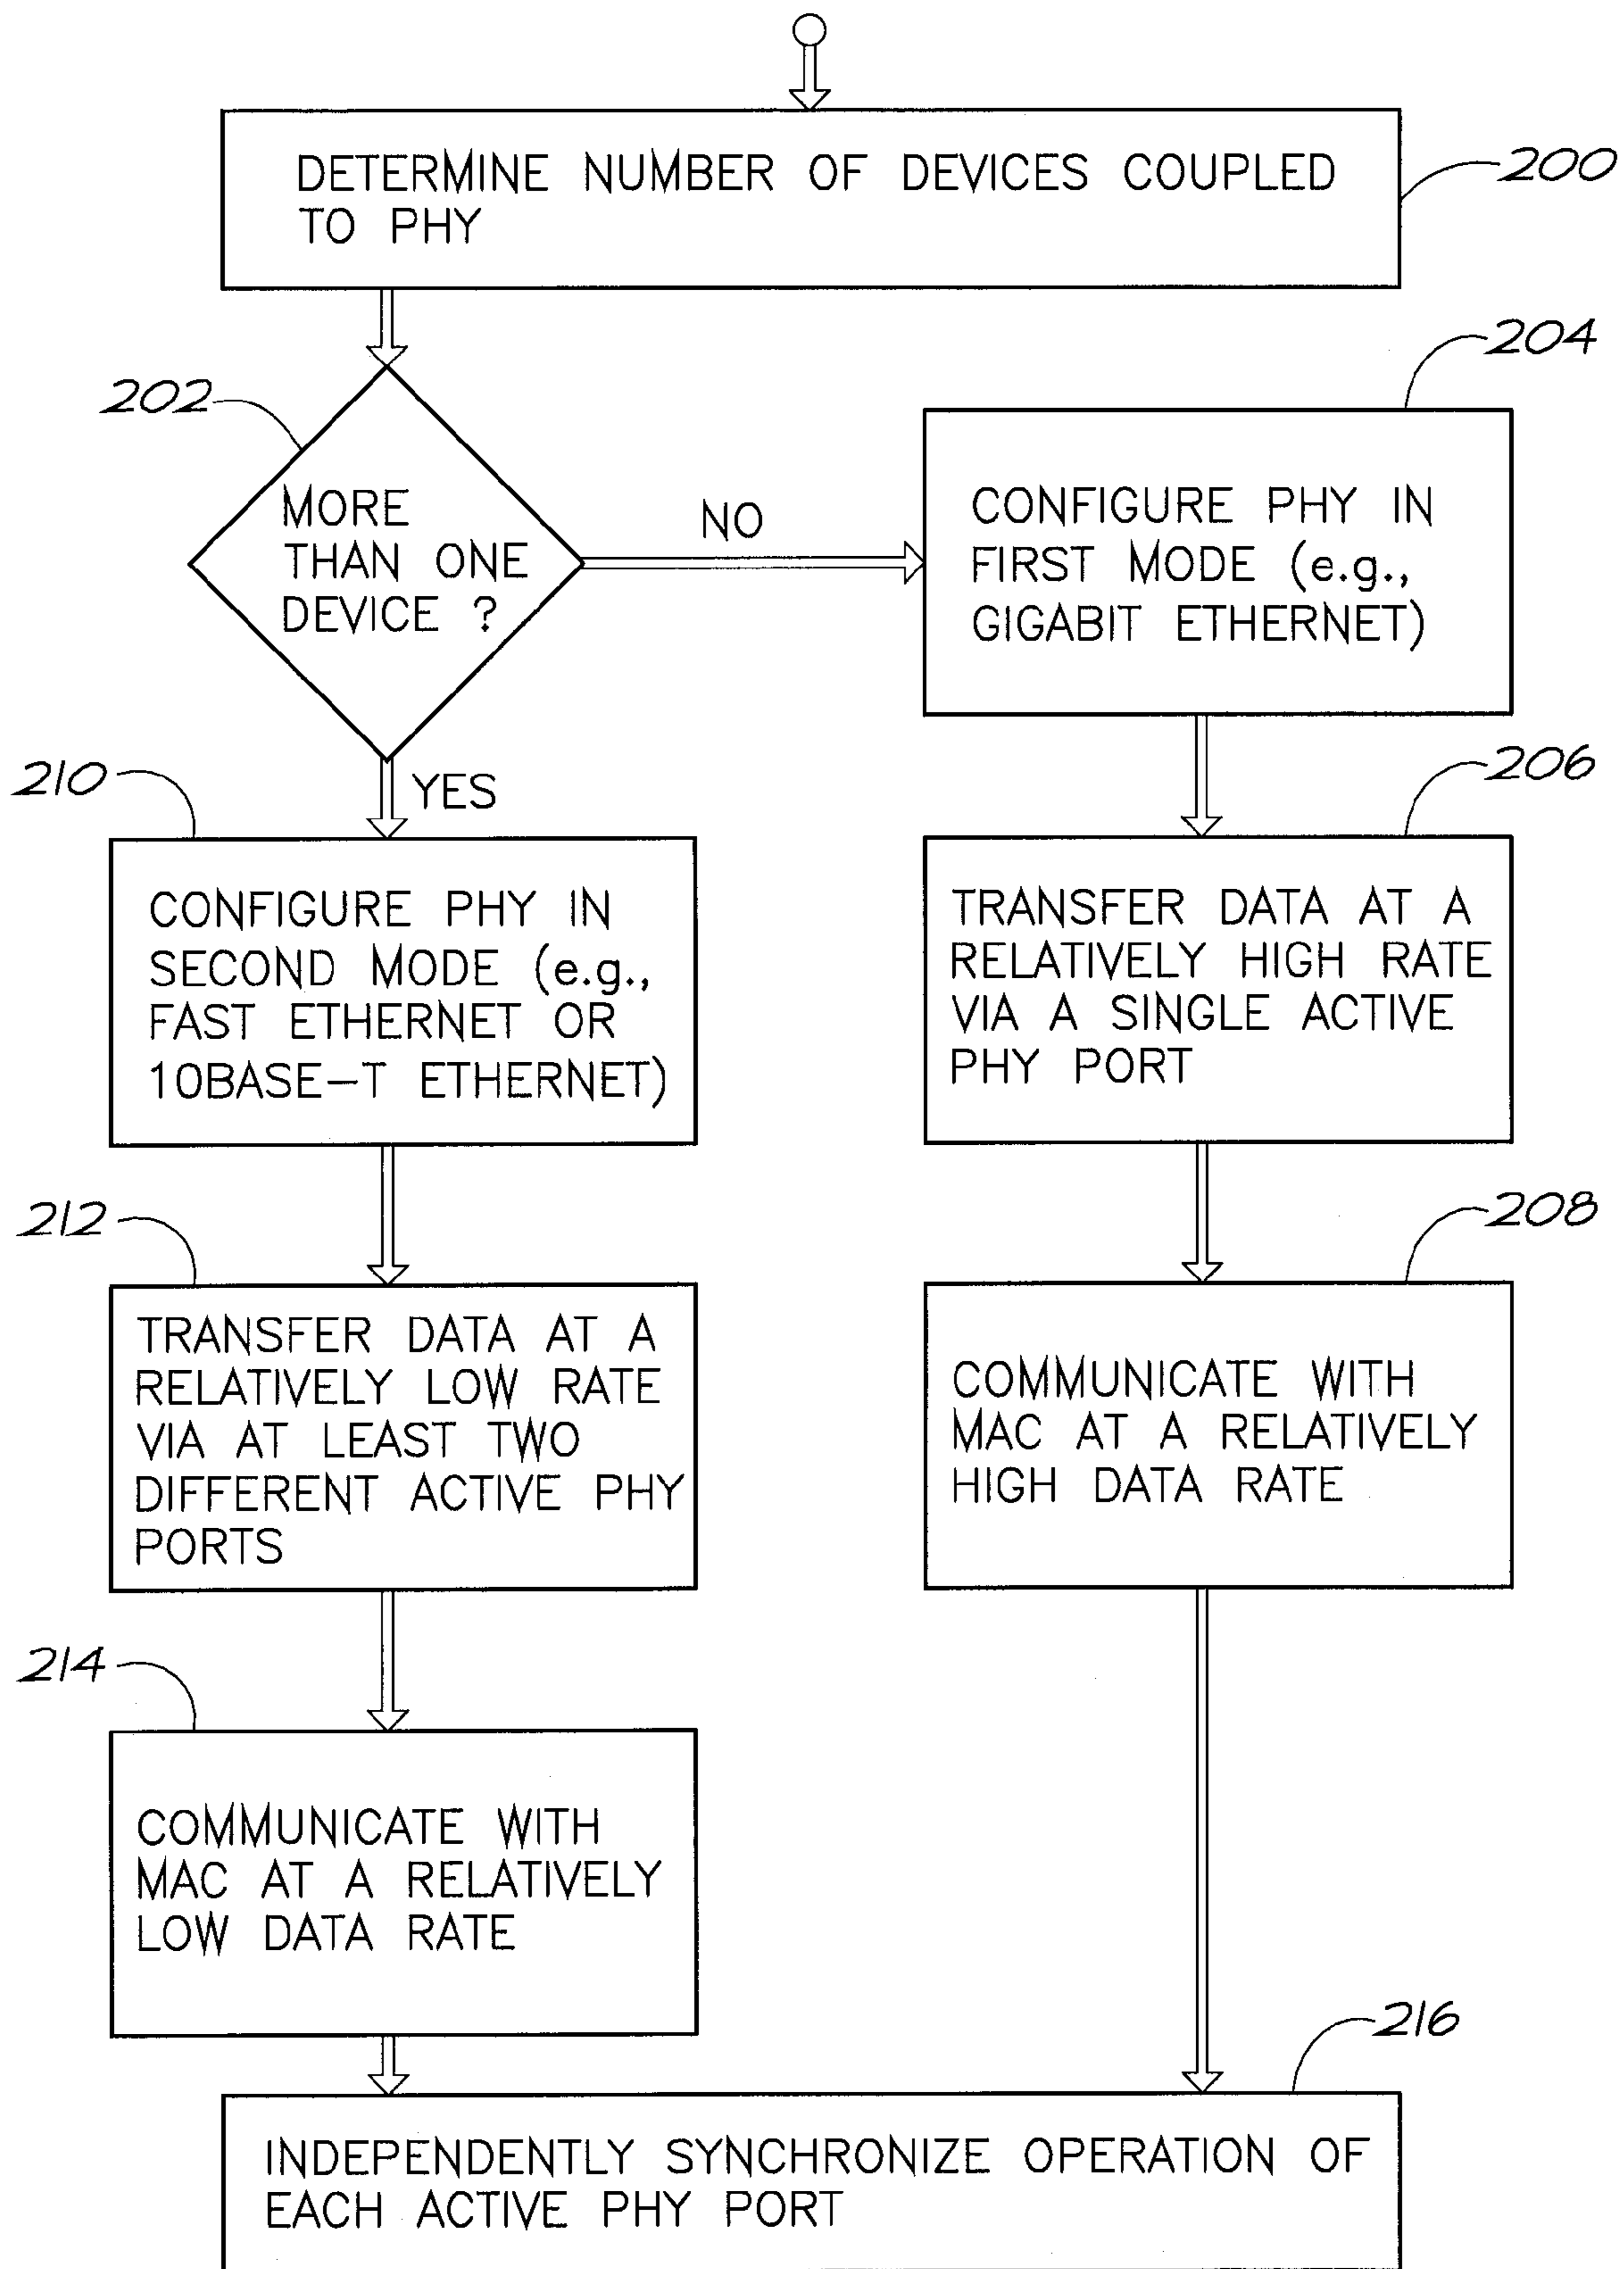 DETERMINE NUMBER OF DEVICES COUPLED
TO PHY
200
202
MORE
THAN ONE
DEVICE ?
NO
204
CONFIGURE PHY IN
FIRST MODE (e.g.,
GIGABIT ETHERNET)
YES
210
CONFIGURE PHY IN
SECOND MODE (e.g.,
FAST ETHERNET OR
10BASE-T ETHERNET)
206
TRANSFER DATA AT A
RELATIVELY HIGH RATE
VIA A SINGLE ACTIVE
PHY PORT
212
TRANSFER DATA AT A
RELATIVELY LOW RATE
VIA AT LEAST TWO
DIFFERENT ACTIVE PHY
PORTS
208
COMMUNICATE WITH
MAC AT A RELATIVELY
HIGH DATA RATE
214
COMMUNICATE WITH
MAC AT A RELATIVELY
LOW DATA RATE
216
INDEPENDENTLY SYNCHRONIZE OPERATION OF
EACH ACTIVE PHY PORT